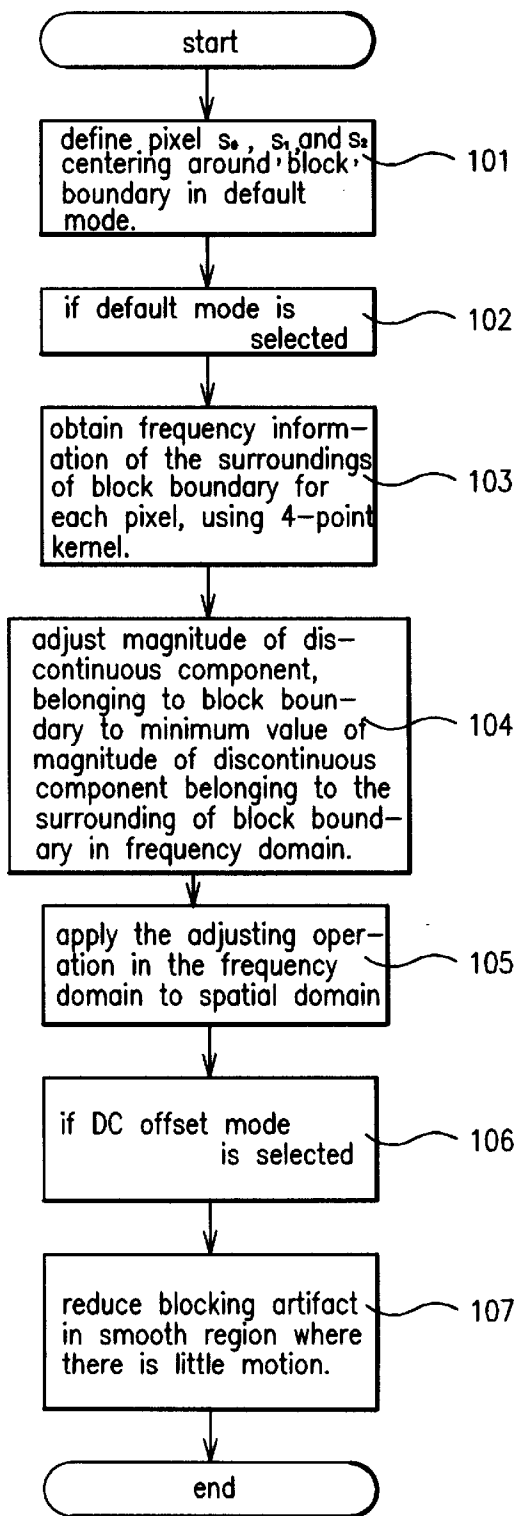 start
define pixel s₀, s₁, and s₂
centering around 'block'
boundary in default
mode.
101
if default mode is
selected
102
obtain frequency inform-
ation of the surroundings
of block boundary for
each pixel, using 4-point
kernel.
103
adjust magnitude of dis-
continuous component,
belonging to block boun-
dary to minimum value of
magnitude of discontinuous
component belonging to the
surrounding of block bound-
ary in frequency domain.
104
apply the adjusting oper-
ation in the frequency
domain to spatial domain
105
if DC offset mode
is selected
106
reduce blocking artifact
in smooth region where
there is little motion.
107
end